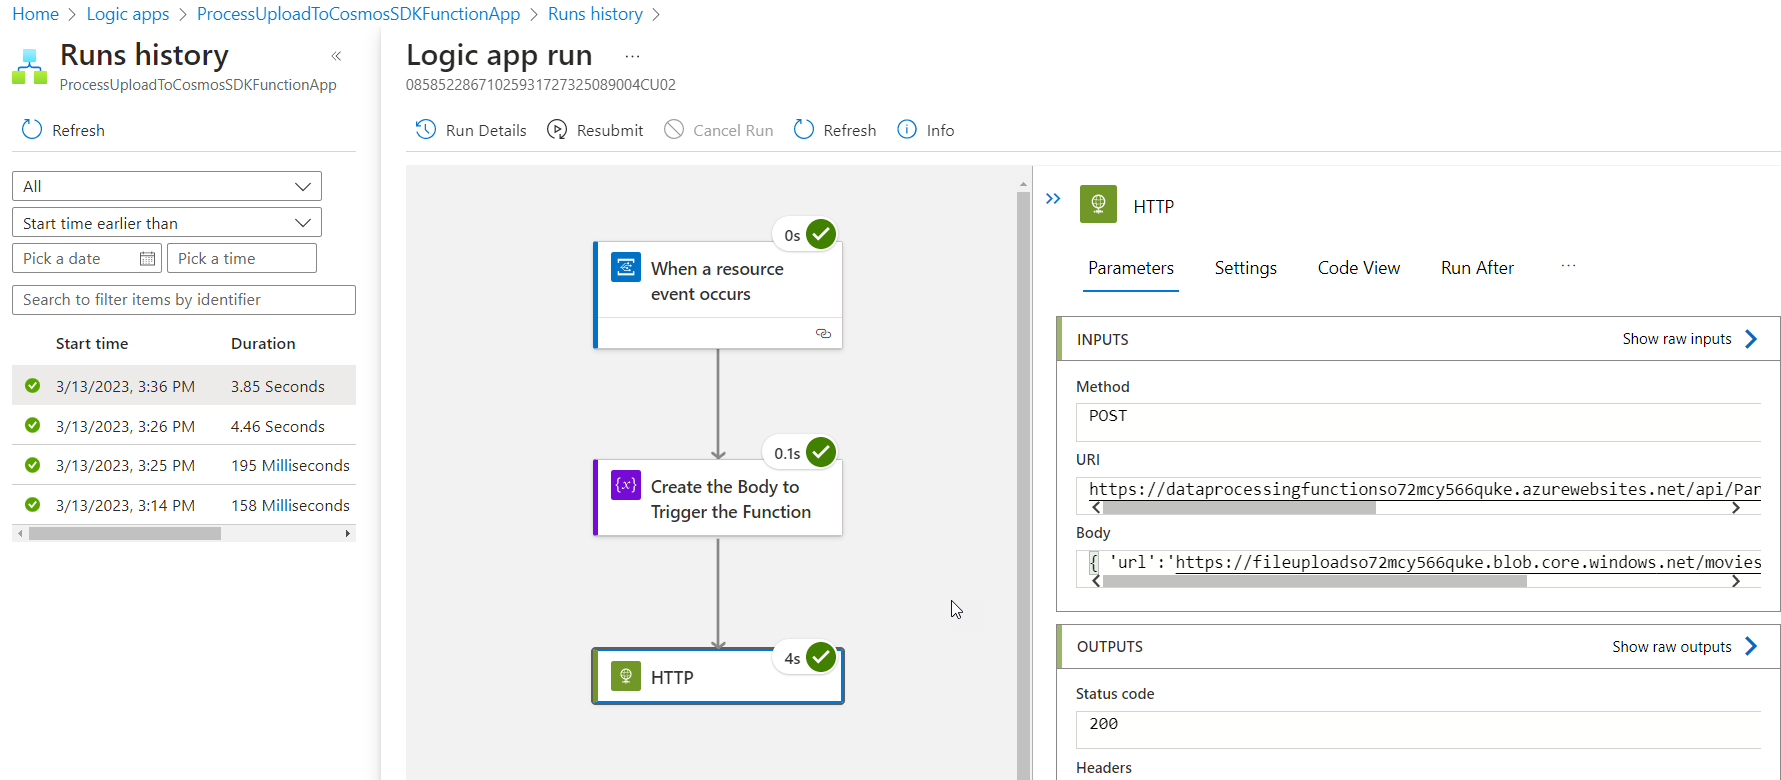 Home > Logic apps > ProcessUploadToCosmosSDKFunctionApp > Runs history >
Runs history
«
ProcessUploadToCosmosSDKFunctionApp
Refresh
All
Start time earlier than
Pick a date
Pick a time
Search to filter items by identifier
Start time Duration
3/13/2023, 3:36 PM 3.85 Seconds
3/13/2023, 3:26 PM 4.46 Seconds
3/13/2023, 3:25 PM 195 Milliseconds
3/13/2023, 3:14 PM 158 Milliseconds
Logic app run ...
08585228671025931727325089004CU02
Run Details Resubmit Cancel Run Refresh Info
0s
When a resource
event occurs
0.1s
{x} Create the Body to
Trigger the Function
4s
HTTP
HTTP
Parameters Settings Code View Run After ...
INPUTS Show raw inputs
Method
POST
URI
https://dataprocessingfunctionso72mcy566quke.azurewebsites.net/api/Par
Body
{ 'url':'https://fileuploadso72mcy566quke.blob.core.windows.net/movies
OUTPUTS Show raw outputs
Status code
200
Headers